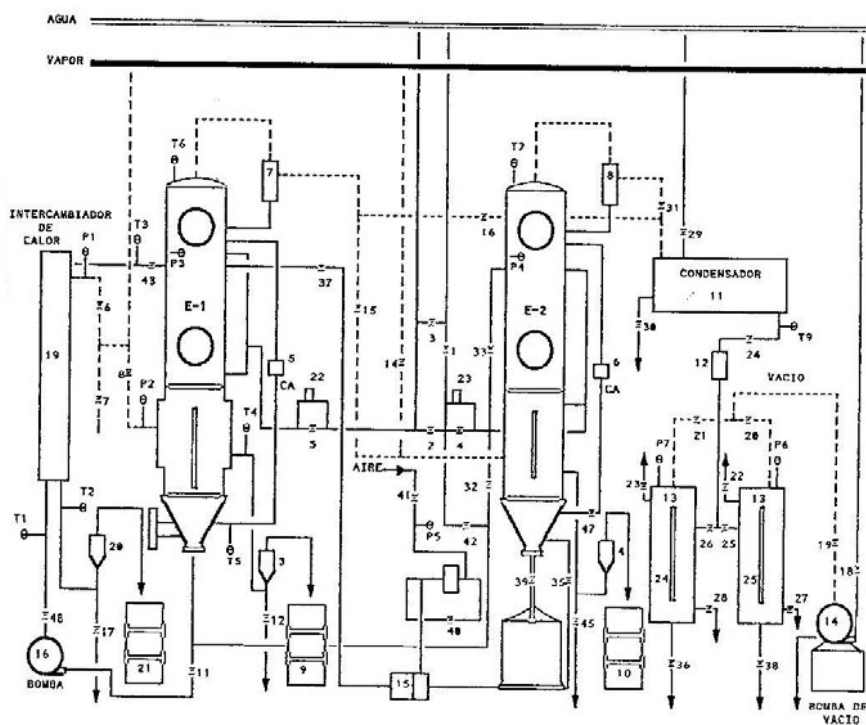 AGUA
VAPOR
T6
T7
7
8
31
16
29
INTERCAMBIADOR
DE
CALOR
P1
T3
P3
43
37
P4
CONDENSADOR
11
30
T9
24
12
E-1
E-2
6
15
3
1
33
5
CA
6
CA
14
19
8
7
P2
22
23
VACIO
21
20
T4
5
2
4
AIRE
P7
P6
23
22
13
13
41
32
T1
T2
P5
42
47
26
25
24
25
19
18
20
T5
3
39
35
4
28
27
48
17
12
40
45
14
16
21
11
9
15
10
36
38
BOMBA
BOMBA DE
VACIO